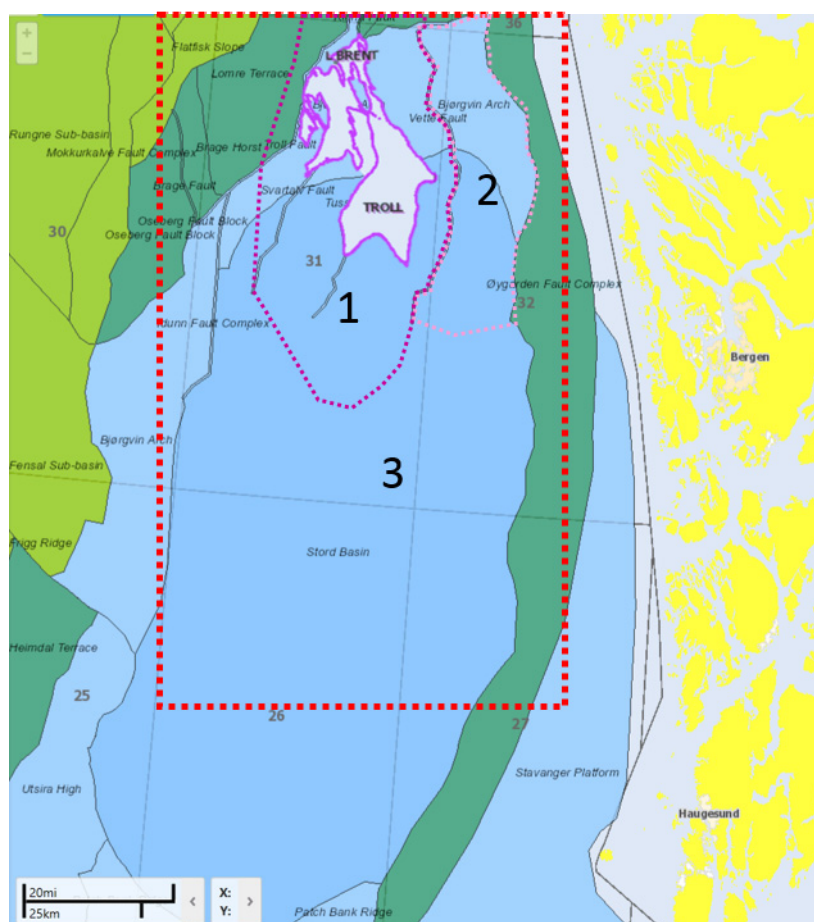 +
−
36
Flatfisk Slope
L BRENT
Lomre Terrace
Bjørgvin Arch
Vette Fault
Rungne Sub-basin
Mokkurkalve Fault Complex
Brage Horst
Troll Fault
2
Brage Fault
Svartalv Fault
TROLL
Oseberg Fault Block
Oseberg Fault Block
30
31
Øygarden Fault Complex
32
1
Idunn Fault Complex
Bergen
Bjørgvin Arch
Fensal Sub-basin
3
Frigg Ridge
Stord Basin
Heimdal Terrace
25
26
27
Stavanger Platform
Utsira High
Haugesund
20mi
25km
<
X:
Y:
>
Patch Bank Ridge